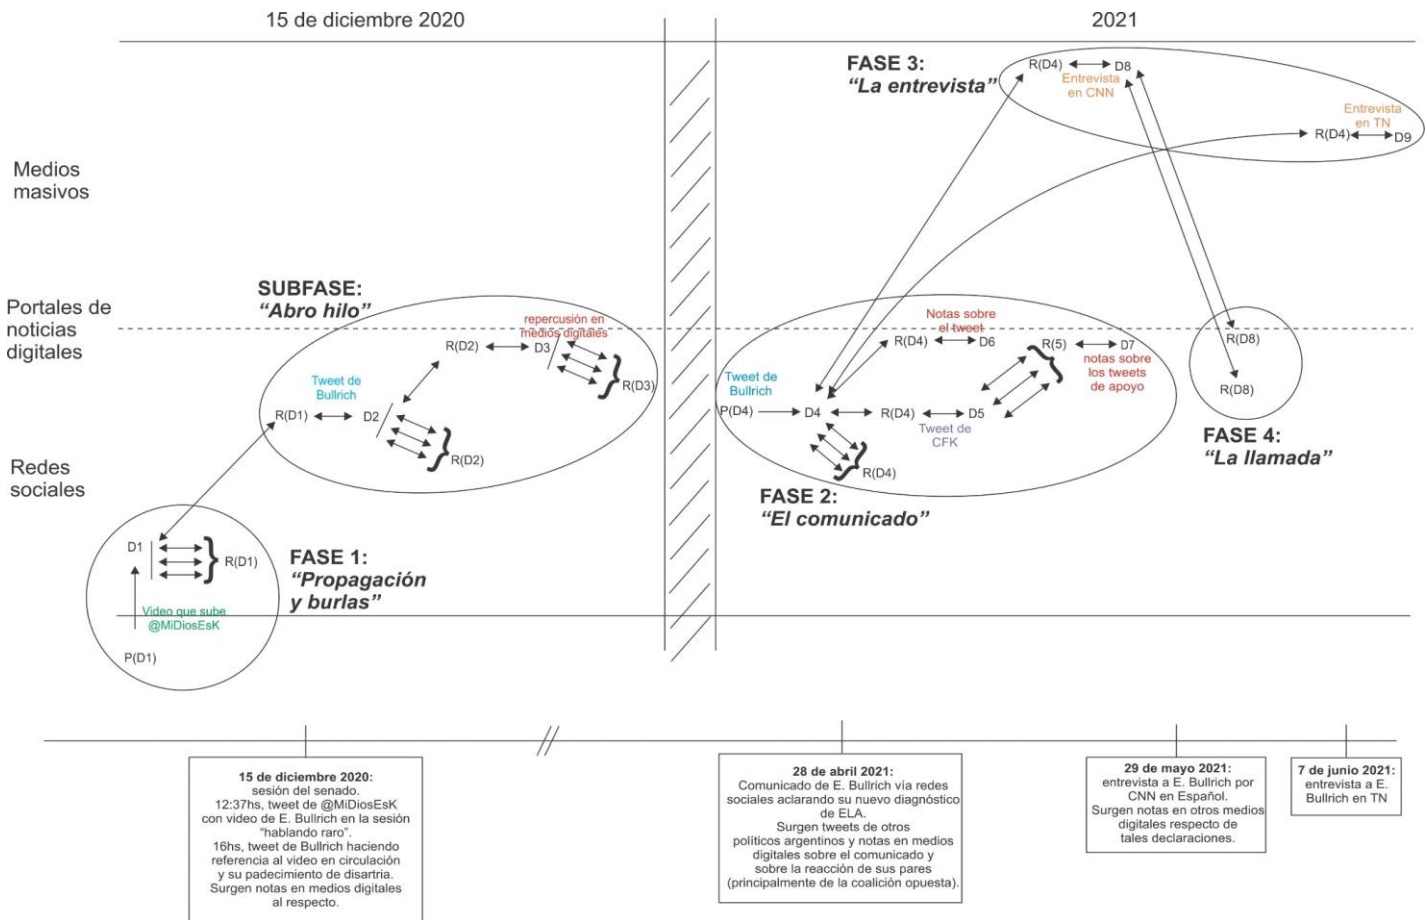 15 de diciembre 2020
2021
Medios
masivos
Portales de
noticias
digitales
Redes
sociales
SUBFASE:
“Abro hilo”
Tweet de
Bullrich
R(D1)
D2
R(D2)
R(D2)
D3
repercusión en
medios digitales
R(D3)
D1
R(D1)
Video que sube
@MiDiosEsK
P(D1)
FASE 1:
“Propagación
y burlas”
FASE 3:
“La entrevista”
R(D4)
D8
Entrevista
en CNN
Entrevista
en TN
R(D4)
D9
Tweet de
Bullrich
P(D4)
D4
R(D4)
D6
Notas sobre
el tweet
R(D4)
D5
Tweet de
CFK
R(D4)
R(5)
D7
notas sobre
los tweets
de apoyo
FASE 2:
“El comunicado”
R(D8)
R(D8)
FASE 4:
“La llamada”
15 de diciembre 2020:
sesión del senado.
12:37hs, tweet de @MiDiosEsK
con video de E. Bullrich en la sesión
“hablando raro”.
16hs, tweet de Bullrich haciendo
referencia al video en circulación
y su padecimiento de disartria.
Surgen notas en medios digitales
al respecto.
28 de abril 2021:
Comunicado de E. Bullrich vía redes
sociales aclarando su nuevo diagnóstico
de ELA.
Surgen tweets de otros
políticos argentinos y notas en medios
digitales sobre el comunicado y
sobre la reacción de sus pares
(principalmente de la coalición opuesta).
29 de mayo 2021:
entrevista a E. Bullrich por
CNN en Español.
Surgen notas en otros medios
digitales respecto de
tales declaraciones.
7 de junio 2021:
entrevista a E.
Bullrich en TN